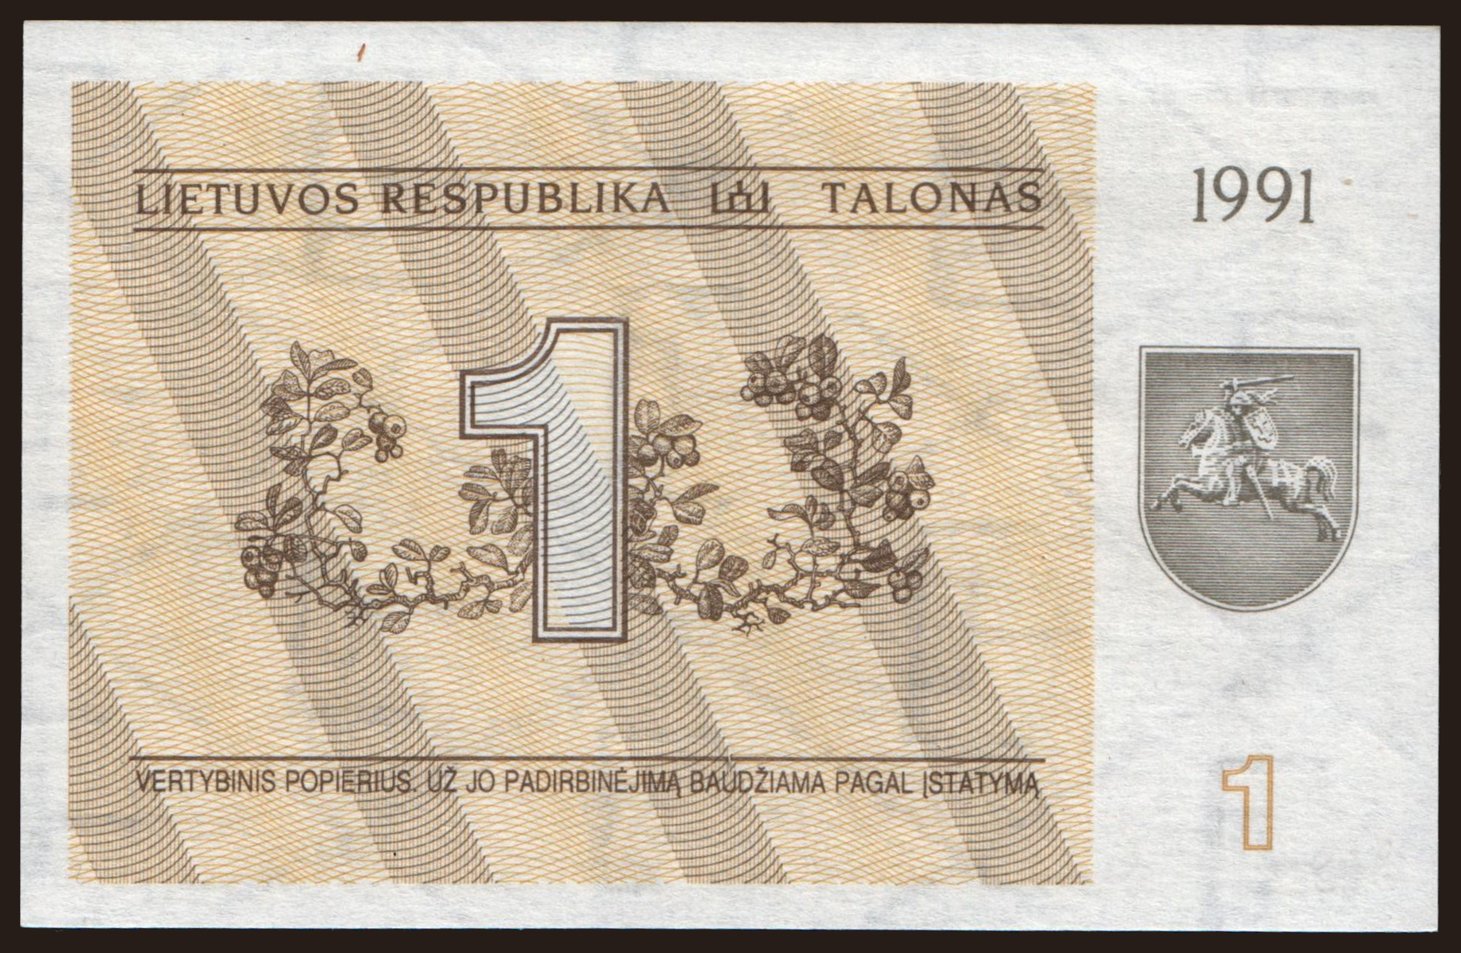 LIETUVOS RESPUBLIKA TALONAS
1991
1
VERTYBINIS POPIERIUS. UŽ JO PADIRBINĖJIMĄ BAUDŽIAMA PAGAL ĮSTATYMĄ
1